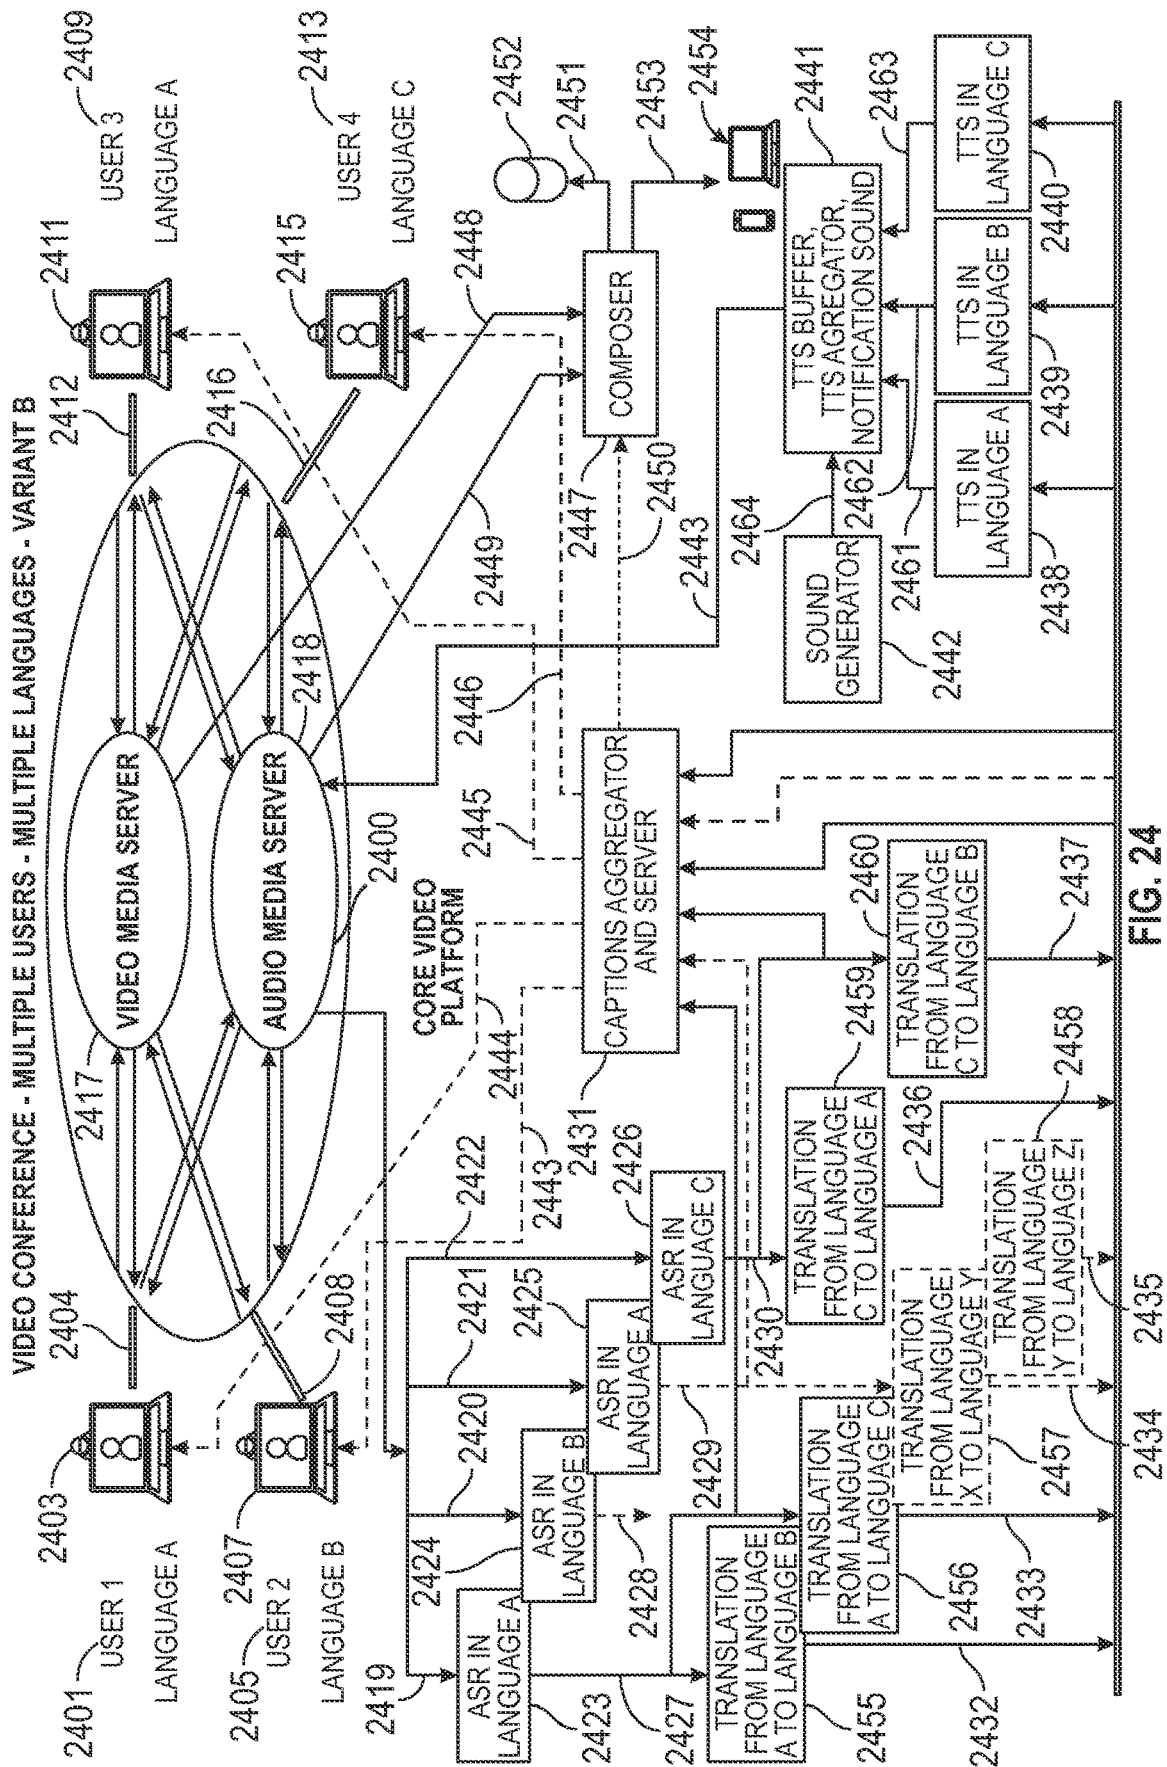 VIDEO CONFERENCE - MULTIPLE USERS - MULTIPLE LANGUAGES - VARIANT B
2401
USER 1
LANGUAGE A
2403
2404
2405
USER 2
LANGUAGE B
2407
2408
2417
VIDEO MEDIA SERVER
AUDIO MEDIA SERVER
2418
2400
CORE VIDEO
PLATFORM
2412
2411
2409
USER 3
LANGUAGE A
2416
2415
2413
USER 4
LANGUAGE C
2419
2420
2421
2422
2443
2444
2445
2446
2449
2448
2452
2451
2453
2454
ASR IN
LANGUAGE A
2423
2424
ASR IN
LANGUAGE B
2425
ASR IN
LANGUAGE A
2426
ASR IN
LANGUAGE C
2427
2428
2429
2430
2431
CAPTIONS AGGREGATOR
AND SERVER
2447
COMPOSER
2450
2443
TRANSLATION
FROM LANGUAGE
A TO LANGUAGE B
2455
TRANSLATION
FROM LANGUAGE
A TO LANGUAGE C
2456
TRANSLATION
FROM LANGUAGE
X TO LANGUAGE Y
2457
TRANSLATION
FROM LANGUAGE
Y TO LANGUAGE Z
2458
TRANSLATION
FROM LANGUAGE
C TO LANGUAGE A
2459
TRANSLATION
FROM LANGUAGE
C TO LANGUAGE B
2460
2432
2433
2434
2435
2436
2437
SOUND
GENERATOR
2442
2464
TTS BUFFER,
TTS AGGREGATOR,
NOTIFICATION SOUND
2441
2461
2462
2463
TTS IN
LANGUAGE A
2438
TTS IN
LANGUAGE B
2439
TTS IN
LANGUAGE C
2440
FIG. 24